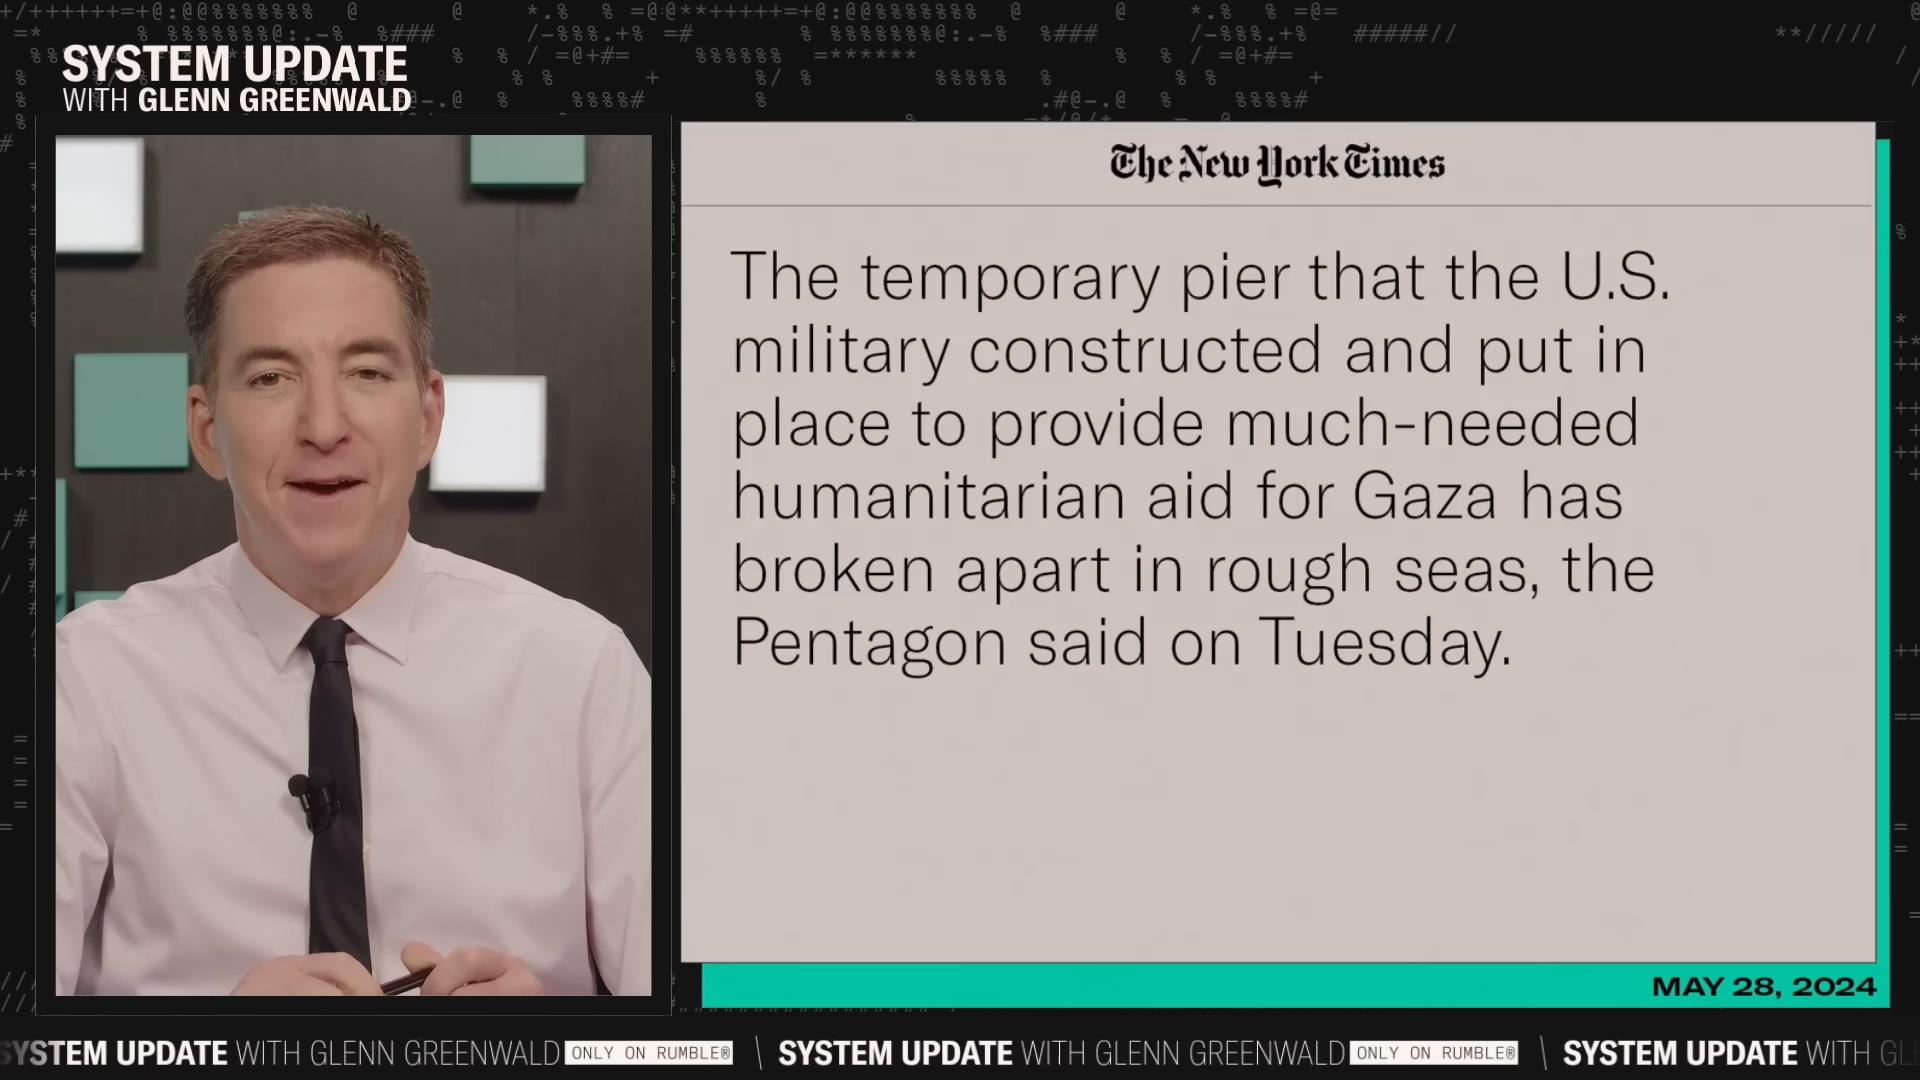 SYSTEM UPDATE
WITH GLENN GREENWALD
The New York Times
The temporary pier that the U.S.
military constructed and put in
place to provide much-needed
humanitarian aid for Gaza has
broken apart in rough seas, the
Pentagon said on Tuesday.
MAY 28, 2024
SYSTEM UPDATE WITH GLENN GREENWALD ONLY ON RUMBLE® \ SYSTEM UPDATE WITH GLENN GREENWALD ONLY ON RUMBLE® \ SYSTEM UPDATE WITH GL